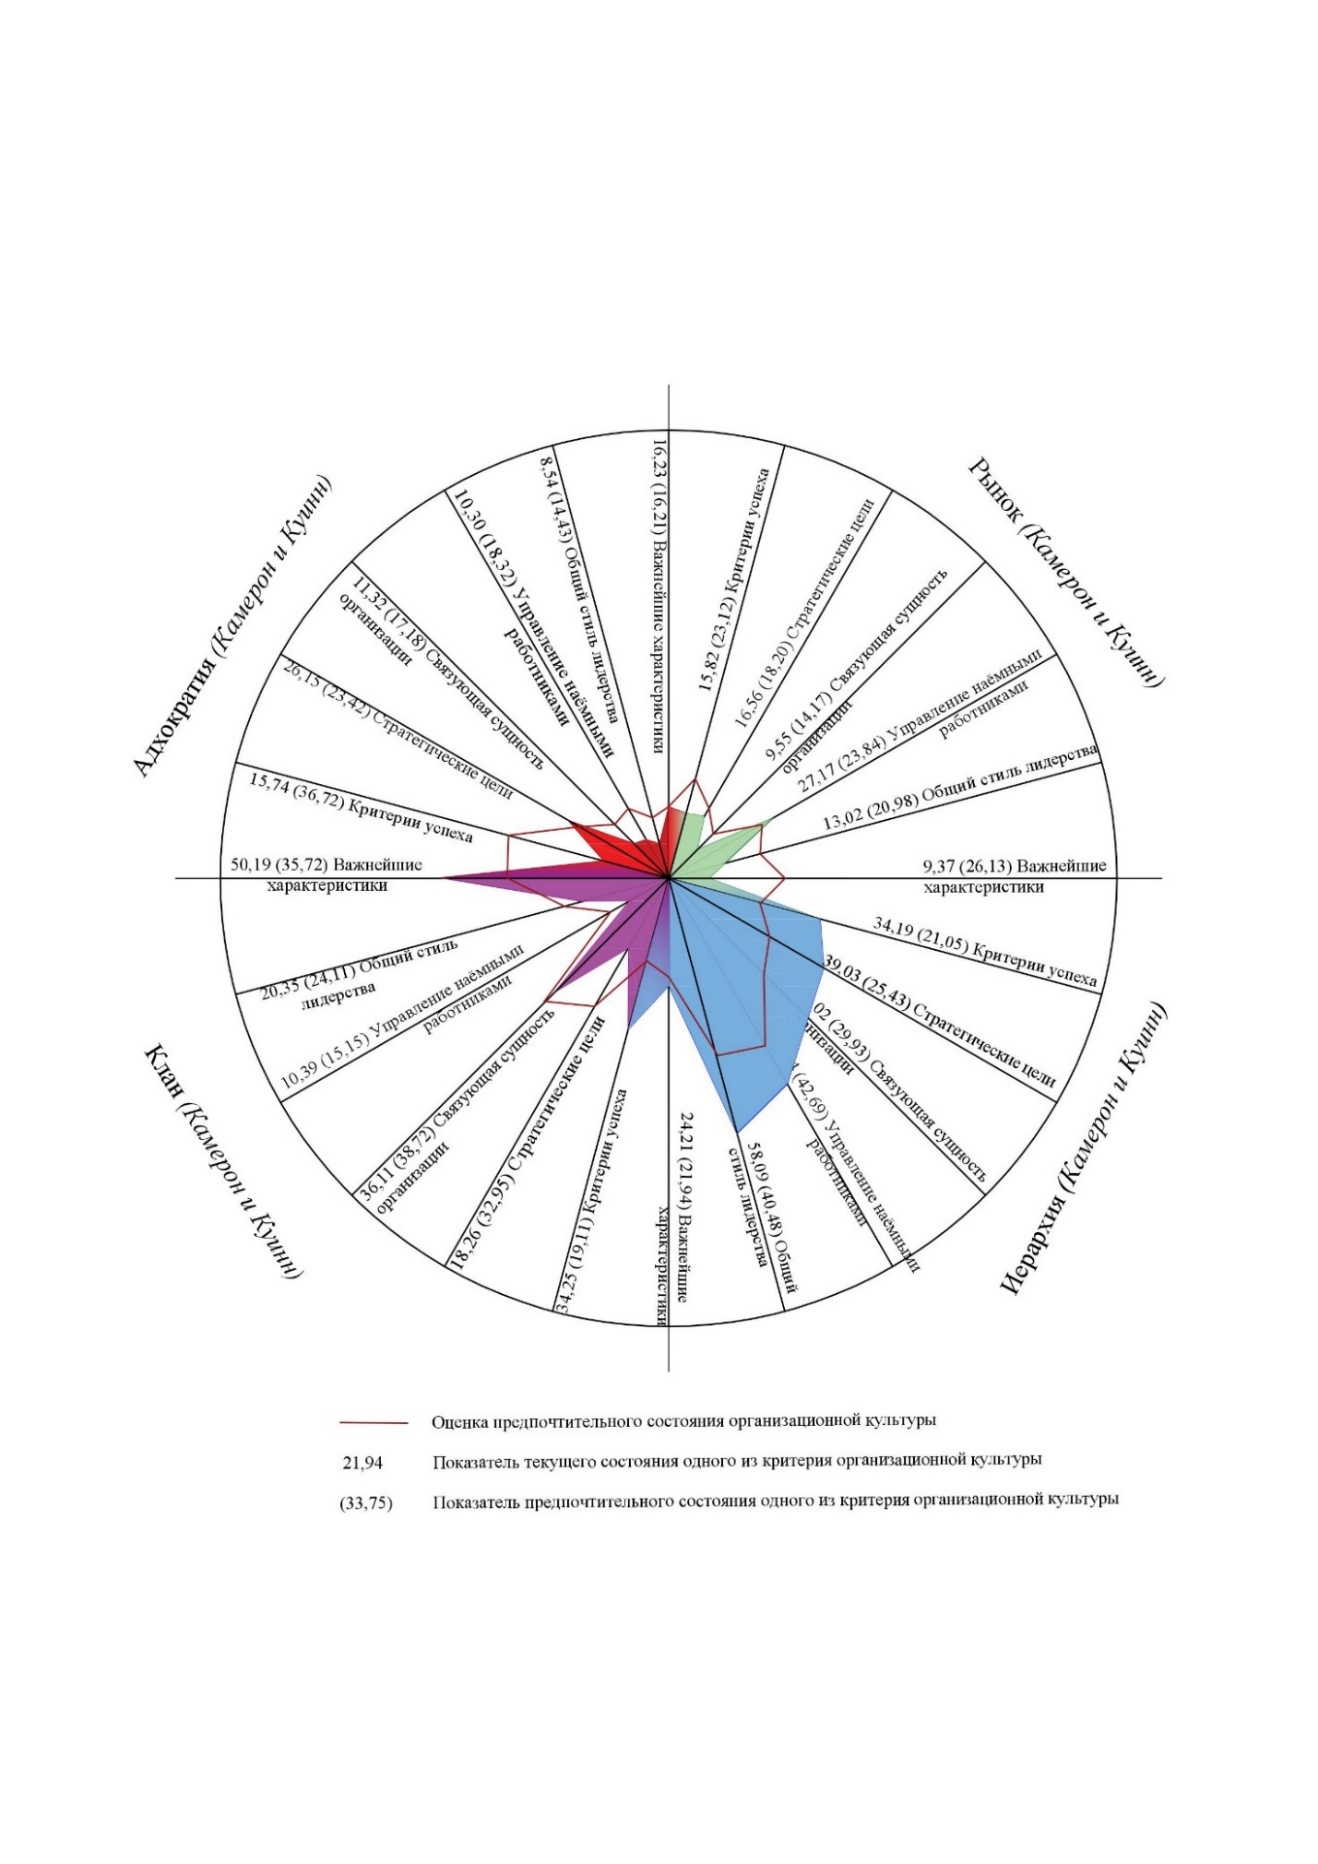 Адхократия (Камерон и Куинн)
Рынок (Камерон и Куинн)
16,23 (16,21) Важнейшие характеристики
15,82 (23,12) Критерии успеха
16,56 (18,20) Стратегические цели
9,55 (14,17) Связующая сущность
организации
27,17 (23,84) Управление наёмными
работниками
13,02 (20,98) Общий стиль лидерства
9,37 (26,13) Важнейшие
характеристики
34,19 (21,05) Критерии успеха
39,03 (25,43) Стратегические цели
02 (29,93) Связующая сущность
(42,69) Управление наёмными
работниками
58,09 (40,48) Общий
стиль лидерства
24,21 (21,94) Важнейшие
характеристики
34,25 (19,11) Критерии успеха
18,26 (32,95) Стратегические цели
36,11 (38,72) Связующая сущность
организации
10,39 (15,15) Управление наёмными
работниками
20,35 (24,11) Общий стиль
лидерства
50,19 (35,72) Важнейшие
характеристики
15,74 (36,72) Критерии успеха
26,15 (23,42) Стратегические цели
11,32 (17,18) Связующая сущность
организации
10,30 (18,32) Управление наёмными
работниками
8,54 (14,43) Общий стиль лидерства
Клан (Камерон и Куинн)
Иерархия (Камерон и Куинн)
Оценка предпочтительного состояния организационной культуры
21,94 Показатель текущего состояния одного из критерия организационной культуры
(33,75) Показатель предпочтительного состояния одного из критерия организационной культуры